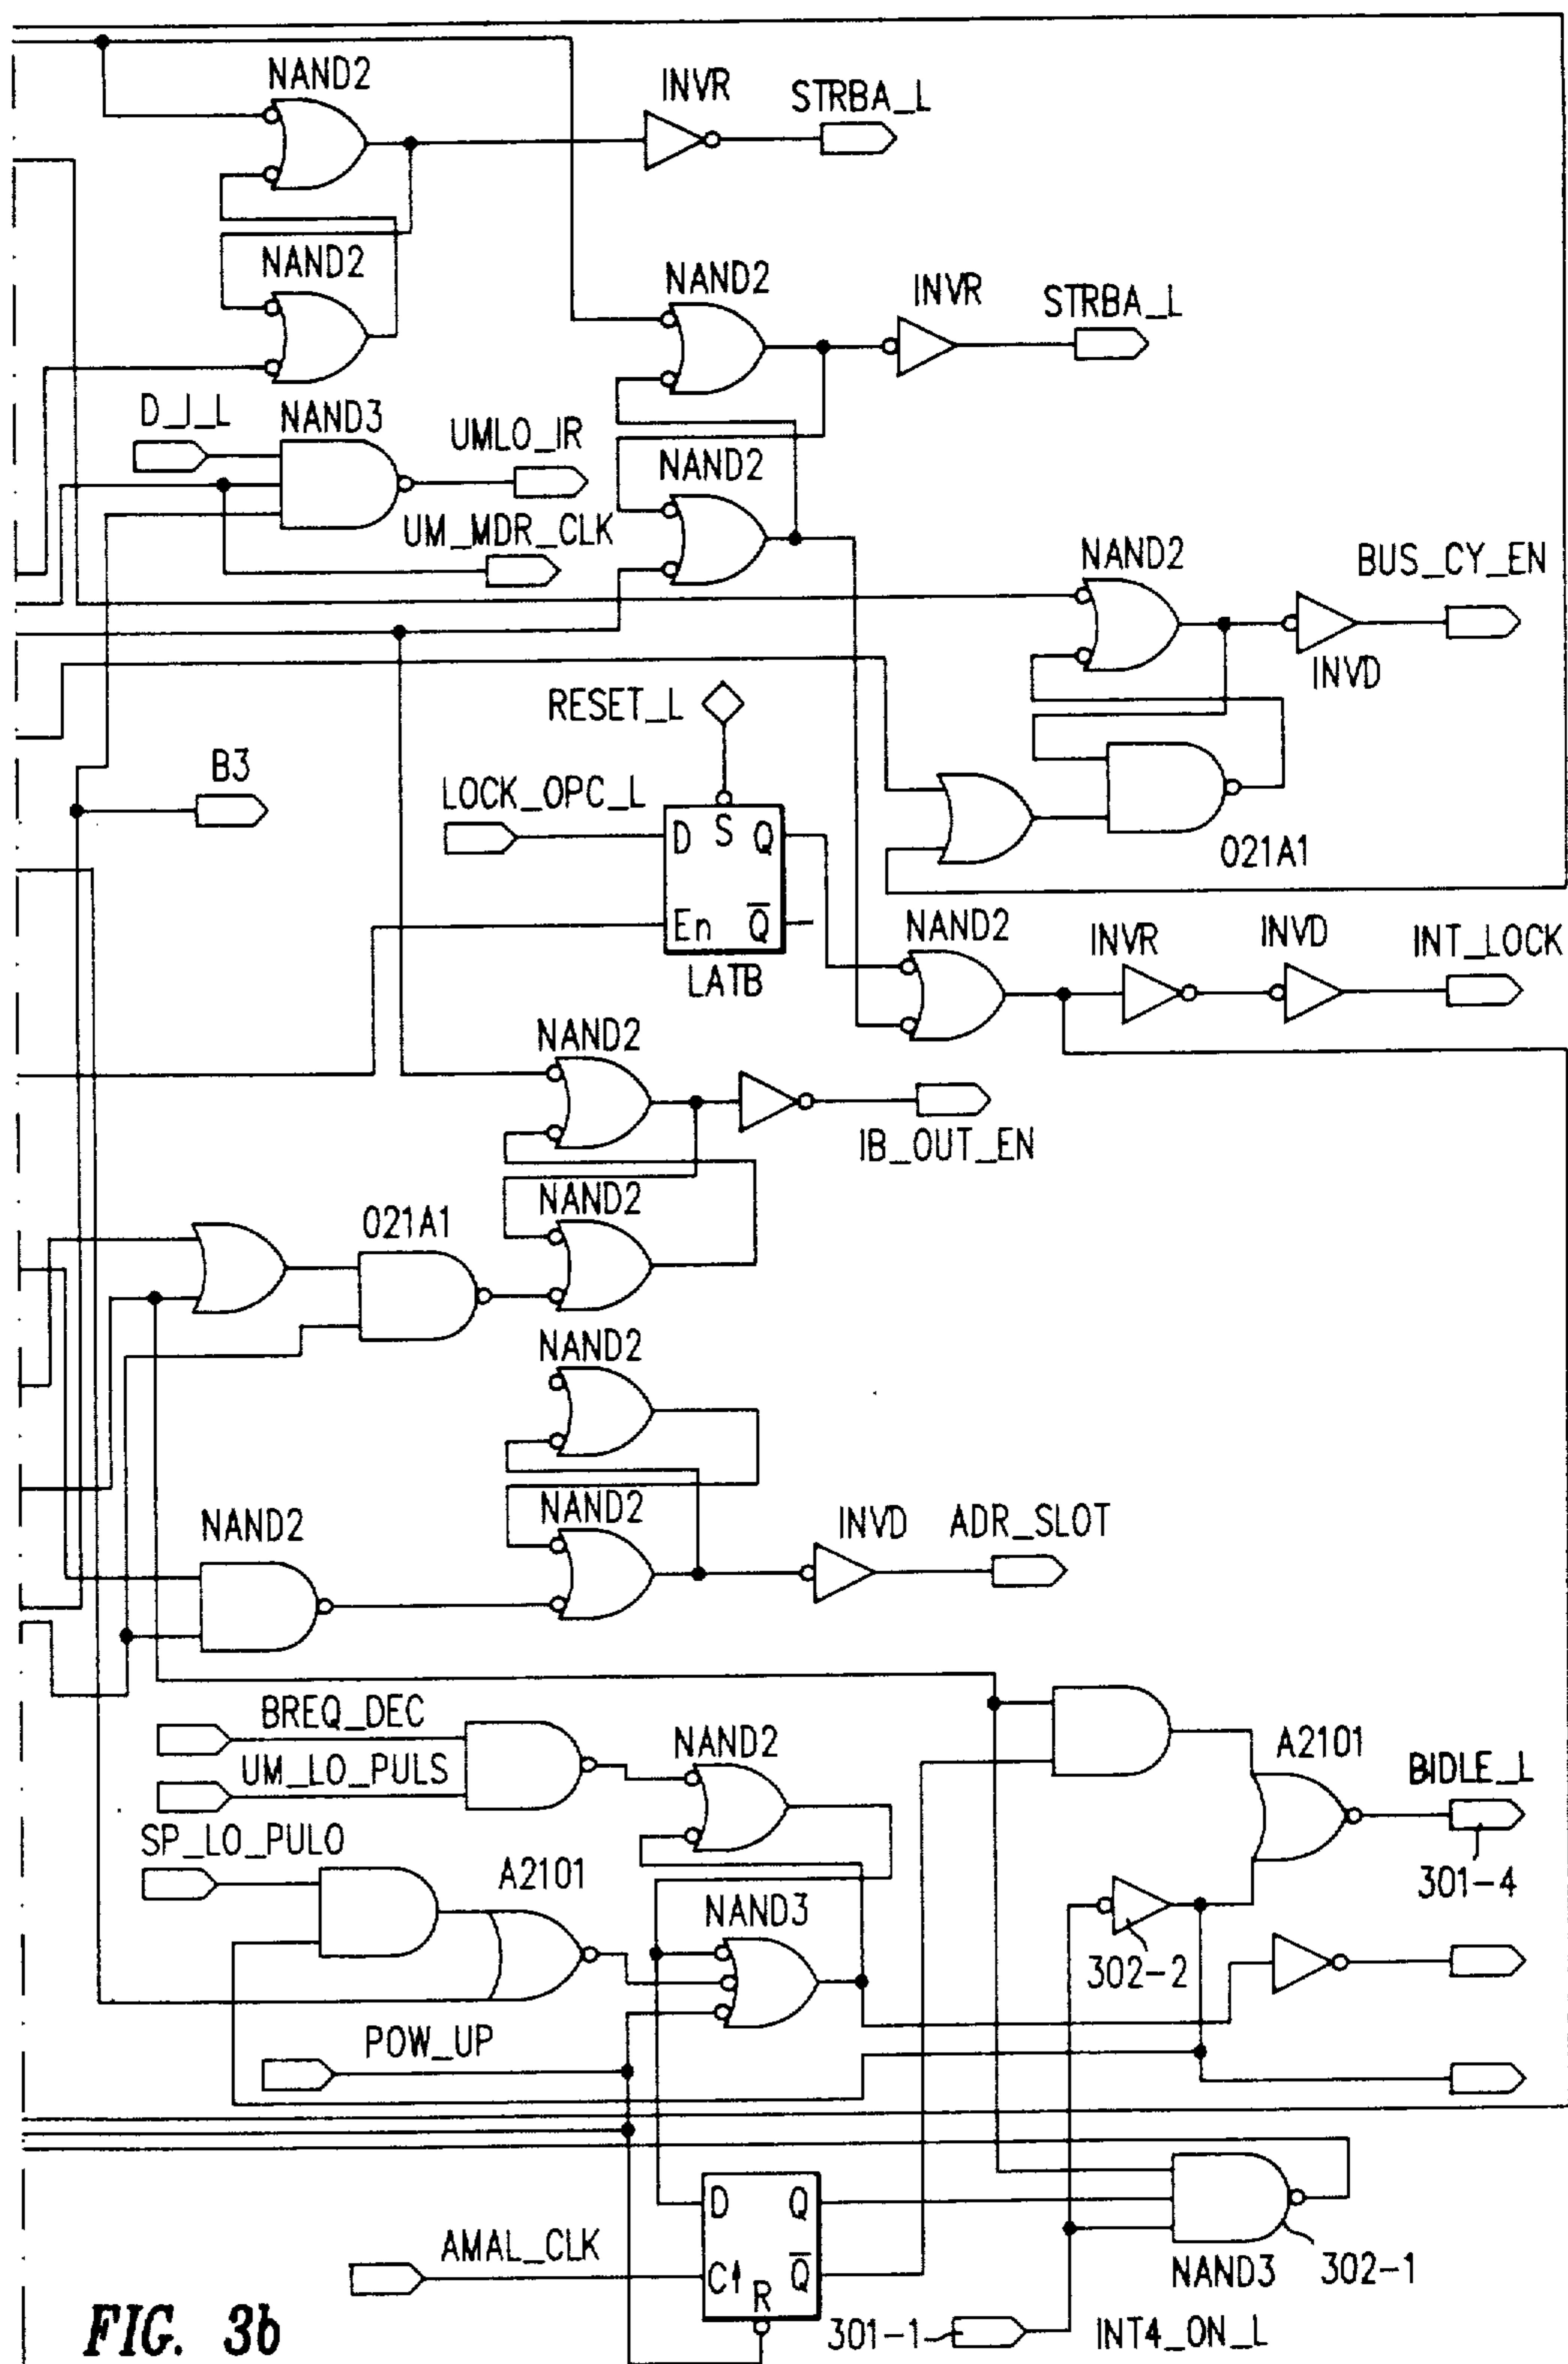 NAND2
INVR
STRBA_L
NAND2
NAND2
INVR
STRBA_L
D_I_L
NAND3
UMLO_IR
NAND2
UM_MDR_CLK
NAND2
BUS_CY_EN
INVD
RESET_L
B3
LOCK_OPC_L
D S Q
021A1
En Q
LATB
NAND2
INVR
INVD
INT_LOCK
NAND2
IB_OUT_EN
NAND2
021A1
NAND2
NAND2
NAND2
INVD
ADR_SLOT
BREQ_DEC
NAND2
A2101
BIDLE_L
UM_LO_PULS
SP_LO_PULO
A2101
301-4
NAND3
302-2
POW_UP
D Q
AMAL_CLK
C R Q
NAND3
302-1
301-1
INT4_ON_L
FIG. 3b